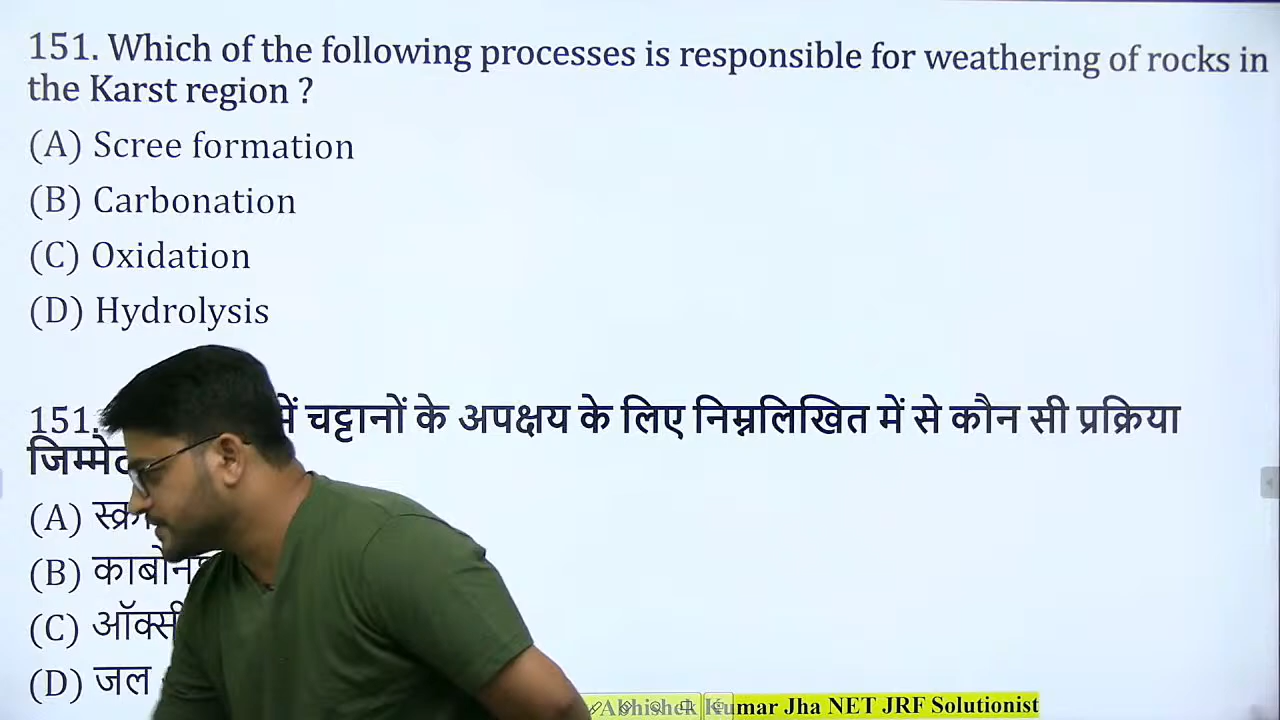 151. Which of the following processes is responsible for weathering of rocks in
the Karst region ?
(A) Scree formation
(B) Carbonation
(C) Oxidation
(D) Hydrolysis
151. में चट्टानों के अपक्षय के लिए निम्नलिखित में से कौन सी प्रक्रिया
(A)
(B)
(C)
(D) जल
Abhishek Kumar Jha NET JRF Solutionist